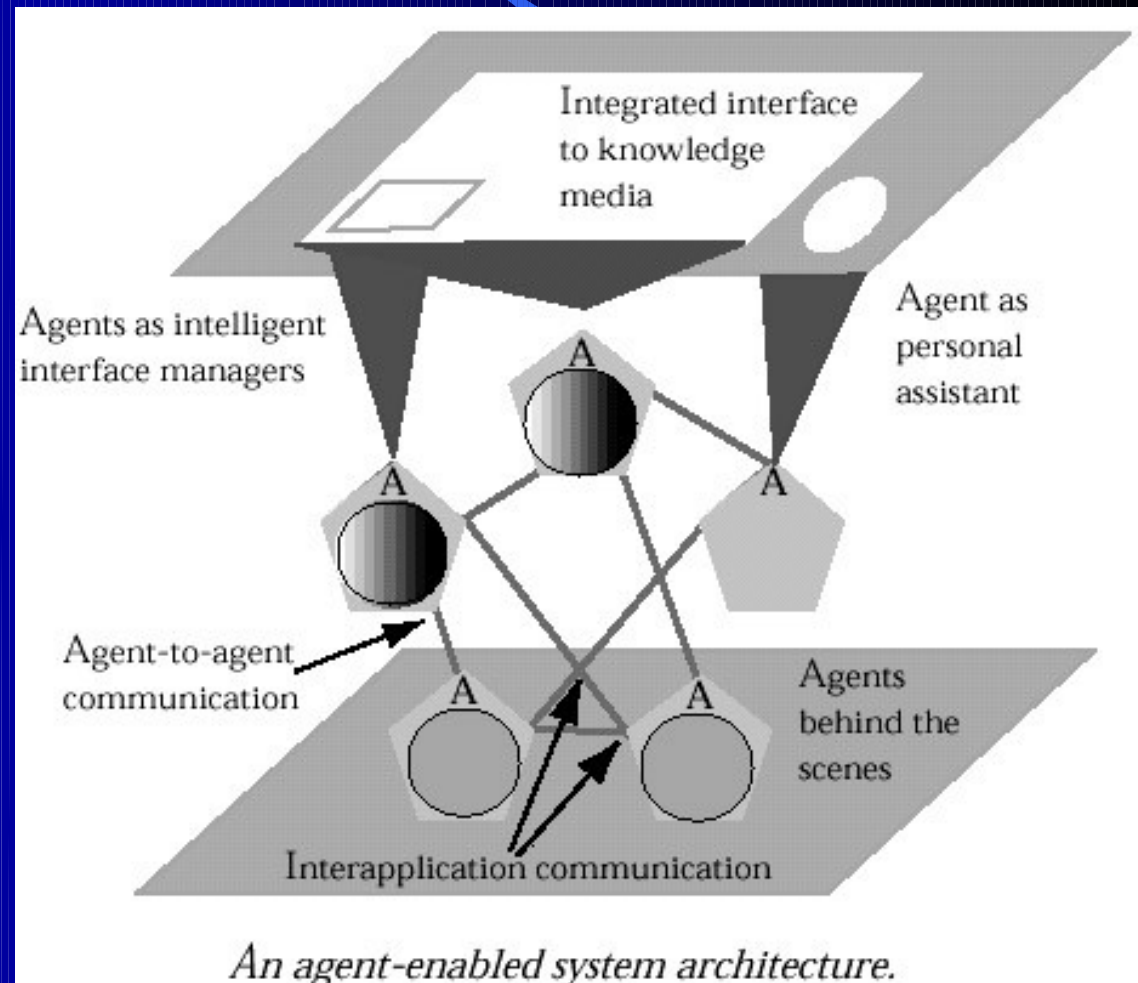 Integrated interface
to knowledge
media
Agents as intelligent
interface managers
Agent as
personal
assistant
A
A
A
Agent-to-agent
communication
A
A
Agents
behind the
scenes
Interapplication communication
An agent-enabled system architecture.